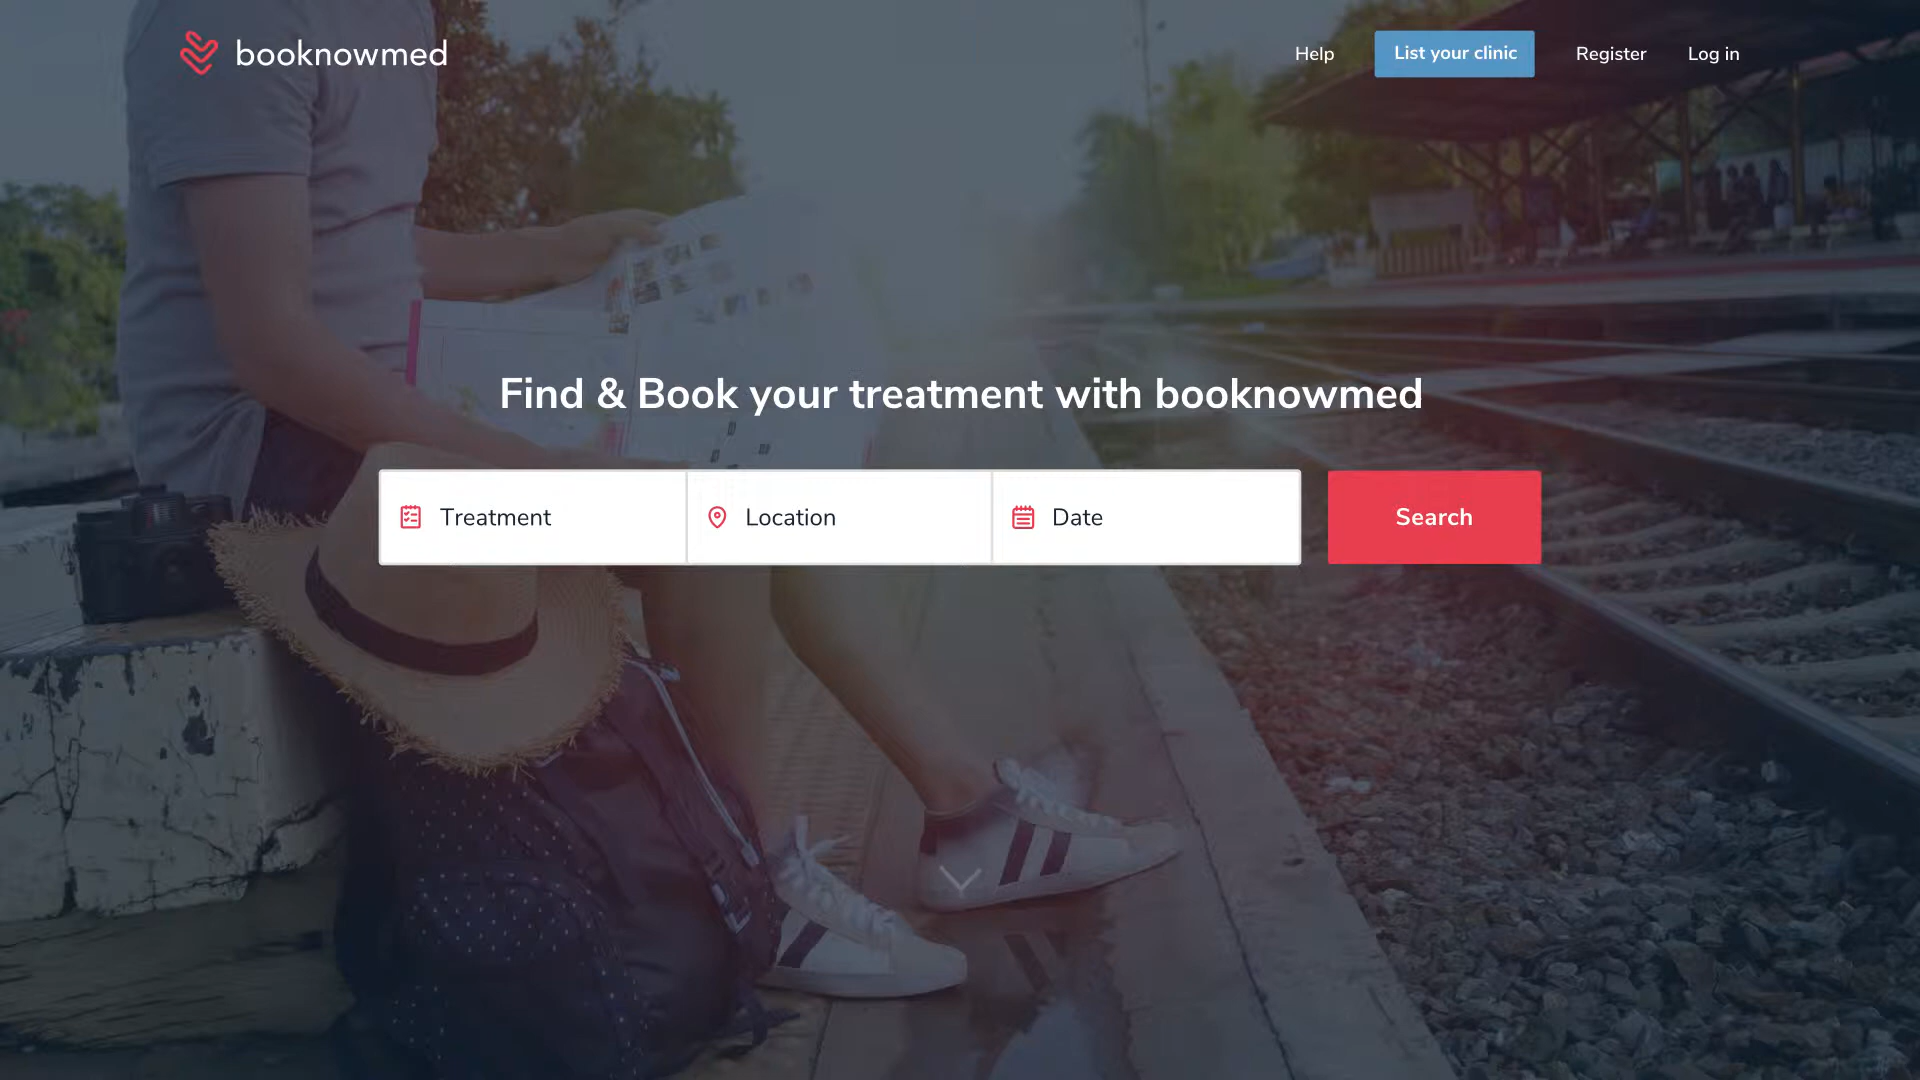 booknowmed
Help
List your clinic
Register
Log in
Find & Book your treatment with booknowmed
Treatment
Location
Date
Search